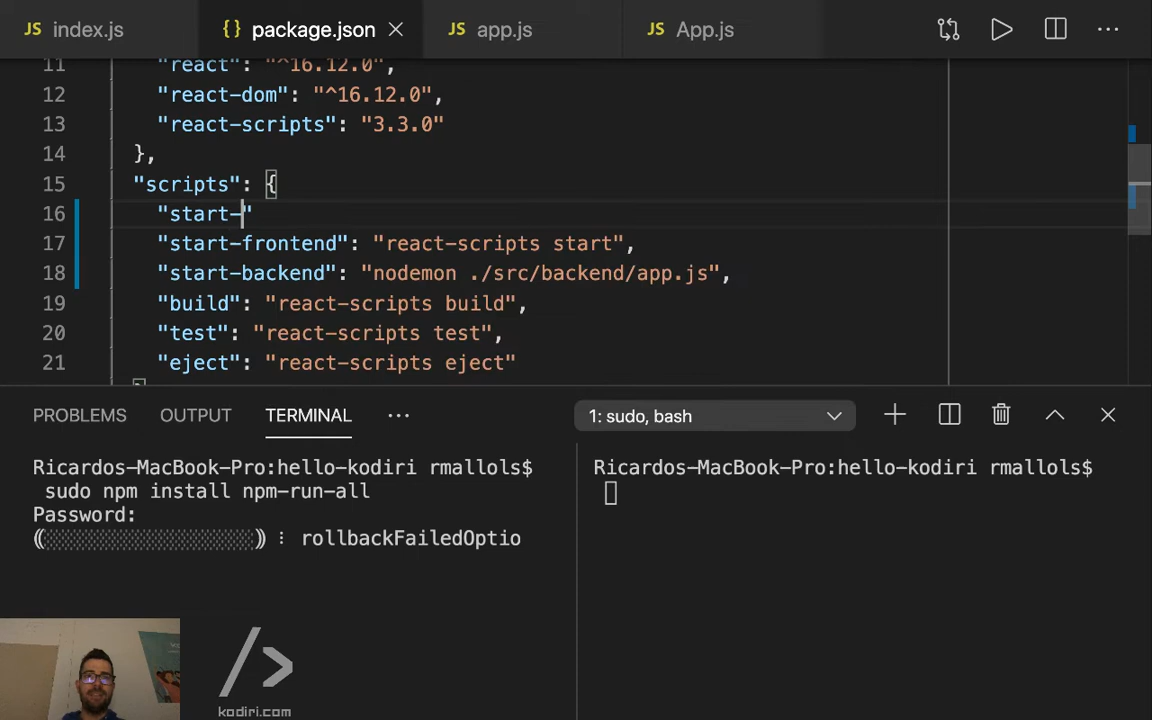 JS index.js
{} package.json
JS app.js
JS App.js
11 "react": "^16.12.0",
12 "react-dom": "^16.12.0",
13 "react-scripts": "3.3.0"
14 },
15 "scripts": {
16 "start-"
17 "start-frontend": "react-scripts start",
18 "start-backend": "nodemon ./src/backend/app.js",
19 "build": "react-scripts build",
20 "test": "react-scripts test",
21 "eject": "react-scripts eject"
PROBLEMS OUTPUT TERMINAL ···
1: sudo, bash
Ricardos-MacBook-Pro:hello-kodiri rmallols$
sudo npm install npm-run-all
Password:
(░░░░░░░░░░░░░░░░░░) ⸝ rollbackFailedOptio
Ricardos-MacBook-Pro:hello-kodiri rmallols$
/>
kodiri.com